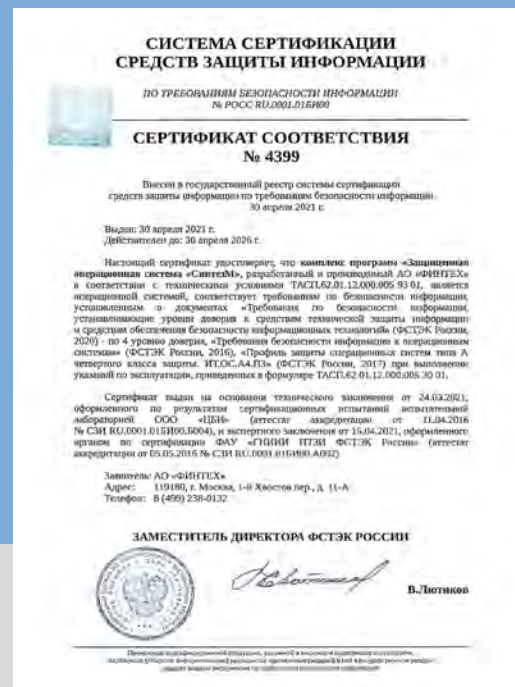 СИСТЕМА СЕРТИФИКАЦИИ
СРЕДСТВ ЗАЩИТЫ ИНФОРМАЦИИ
ПО ТРЕБОВАНИЯМ БЕЗОПАСНОСТИ ИНФОРМАЦИИ
№ РОСС RU.0001.01БИ00
СЕРТИФИКАТ СООТВЕТСТВИЯ
№ 4399
Внесен в государственный реестр системы сертификации
средств защиты информации по требованиям безопасности информации
30 апреля 2021 г.
Выдан: 30 апреля 2021 г.
Действителен до: 30 апреля 2026 г.
Настоящий сертификат удостоверяет, что комплекс программ «Защищенная
операционная система «СинтезМ», разработанный и производимый АО «ФИНТЕХ»
в соответствии с техническими условиями ТАСП.62.01.12.000.005 93 01, является
операционной системой, соответствует требованиям по безопасности информации,
установленным в документах «Требования по безопасности информации,
устанавливающие уровни доверия к средствам технической защиты информации
и средствам обеспечения безопасности информационных технологий» (ФСТЭК России,
2020) - по 4 уровню доверия, «Требования безопасности информации к операционным
системам» (ФСТЭК России, 2016), «Профиль защиты операционных систем типа А
четвертого класса защиты. ИТ.ОС.А4.ПЗ» (ФСТЭК России, 2017) при выполнении
указаний по эксплуатации, приведенных в формуляре ТАСП.62.01.12.000.005 30 01.
Сертификат выдан на основании технического заключения от 24.03.2021,
оформленного по результатам сертификационных испытаний испытательной
лабораторией ООО «ЦБИ» (аттестат аккредитации от 11.04.2016
№ СЗИ RU.0001.01БИ00.Б004), и экспертного заключения от 15.04.2021, оформленного
органом по сертификации ФАУ «ГНИИИ ПТЗИ ФСТЭК России» (аттестат
аккредитации от 05.05.2016 № СЗИ RU.0001.01БИ00.А002)
Заявитель: АО «ФИНТЕХ»
Адрес: 119180, г. Москва, 1-й Хвостов пер., д. 11-А
Телефон: 8 (499) 238-0132
ЗАМЕСТИТЕЛЬ ДИРЕКТОРА ФСТЭК РОССИИ
В.Лютиков